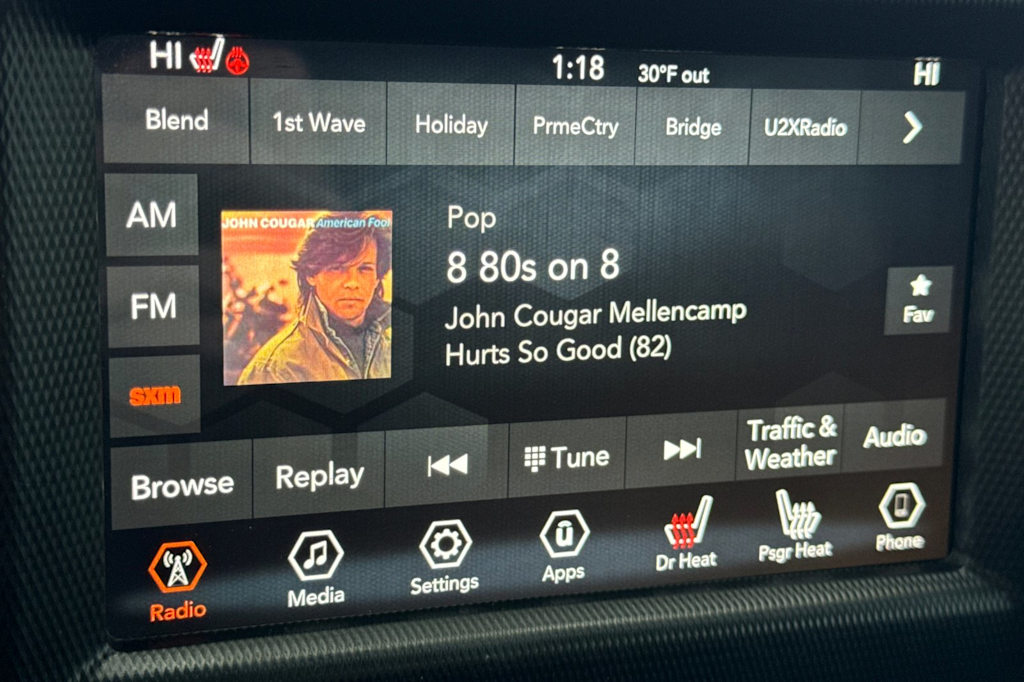 HI
1:18
30°F out
HI
Blend
1st Wave
Holiday
PrmeCtry
Bridge
U2XRadio
AM
FM
sxm
JOHN COUGAR American Fool
Pop
8 80s on 8
John Cougar Mellencamp
Hurts So Good (82)
Fav
Browse
Replay
Tune
Traffic &
Weather
Audio
Radio
Media
Settings
û
Apps
Dr Heat
Psgr Heat
Phone